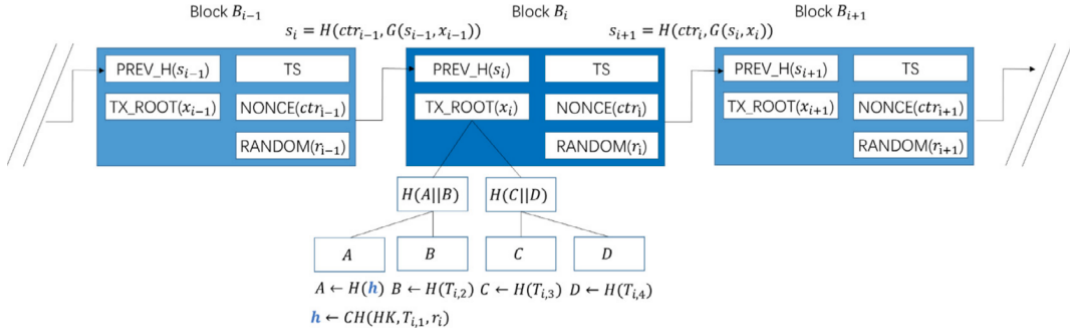 Block B_{i-1} Block B_i Block B_{i+1}
s_i = H(ctr_{i-1}, G(s_{i-1}, x_{i-1})) s_{i+1} = H(ctr_i, G(s_i, x_i))
PREV_H(s_{i-1}) TS PREV_H(s_i) TS PREV_H(s_{i+1}) TS
TX_ROOT(x_{i-1}) NONCE(ctr_{i-1}) TX_ROOT(x_i) NONCE(ctr_i) TX_ROOT(x_{i+1}) NONCE(ctr_{i+1})
RANDOM(r_{i-1}) RANDOM(r_i) RANDOM(r_{i+1})
H(A||B) H(C||D)
A B C D
A ← H(h) B ← H(T_{i,2}) C ← H(T_{i,3}) D ← H(T_{i,4})
h ← CH(HK, T_{i,1}, r_i)